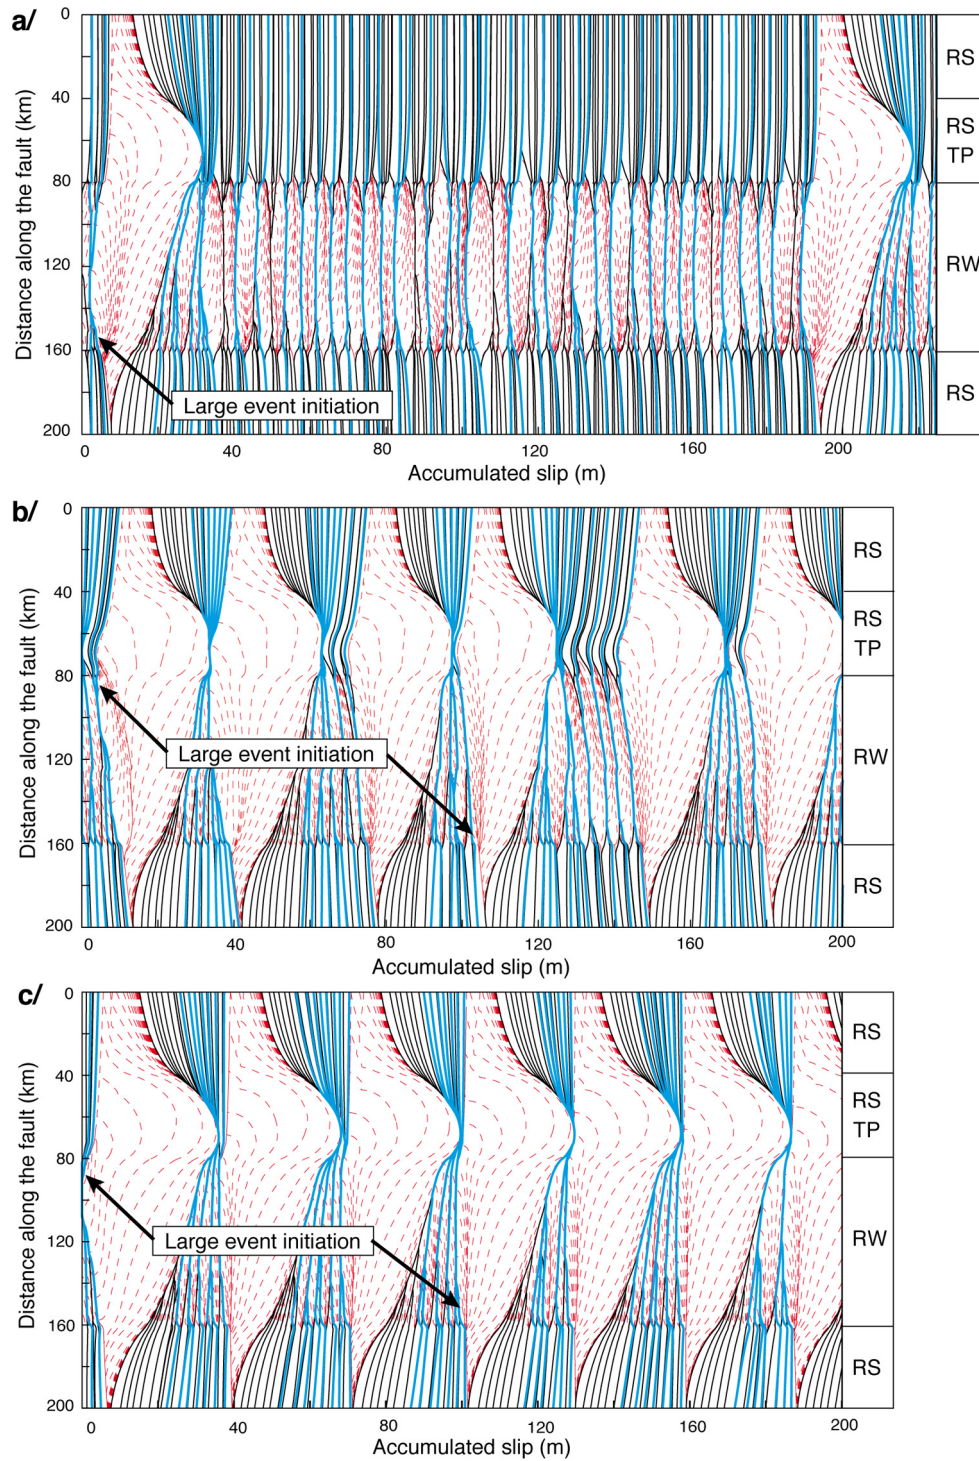 a/
0
40
80
120
160
200
Distance along the fault (km)
RS
RS
TP
RW
RS
Large event initiation
0 40 80 120 160 200
Accumulated slip (m)
b/
0
40
80
120
160
200
Distance along the fault (km)
RS
RS
TP
RW
RS
Large event initiation
0 40 80 120 160 200
Accumulated slip (m)
c/
0
40
80
120
160
200
Distance along the fault (km)
RS
RS
TP
RW
RS
Large event initiation
0 40 80 120 160 200
Accumulated slip (m)